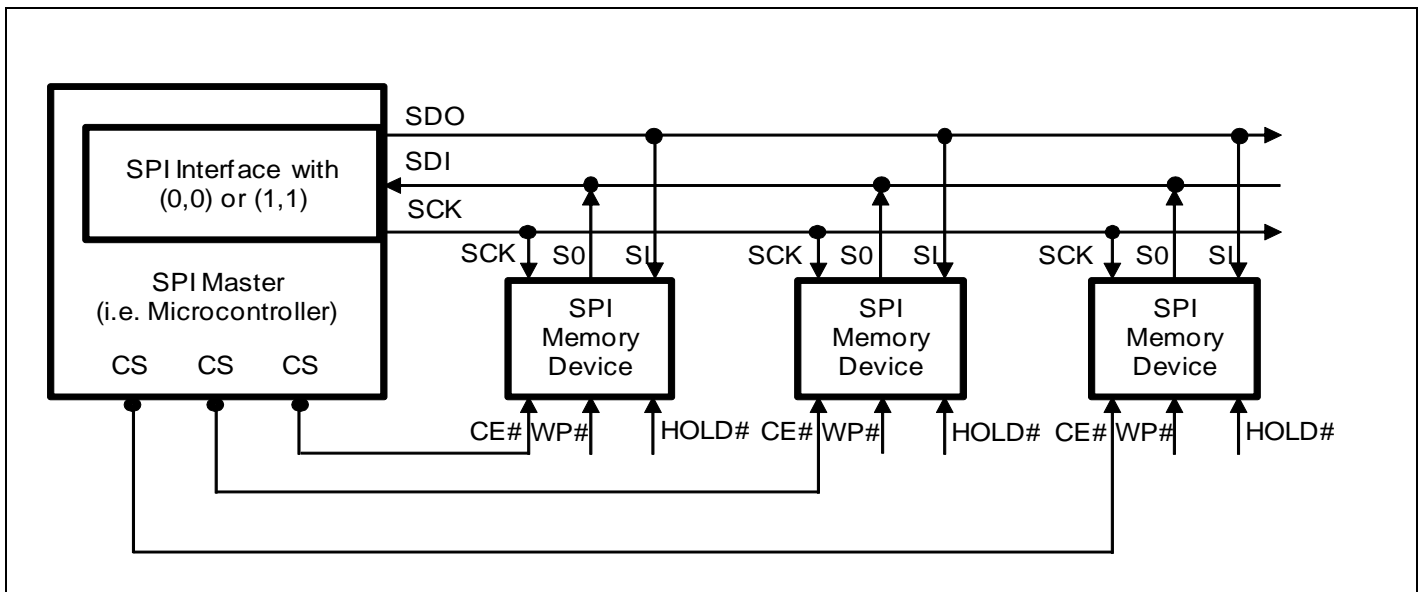 SDO
SPI Interface with
(0,0) or (1,1)
SDI
SCK
SPI Master
(i.e. Microcontroller)
CS CS CS
SCK S0 SI
SPI
Memory
Device
CE# WP# HOLD#
SCK S0 SI
SPI
Memory
Device
CE# WP# HOLD#
SCK S0 SI
SPI
Memory
Device
CE# WP# HOLD#